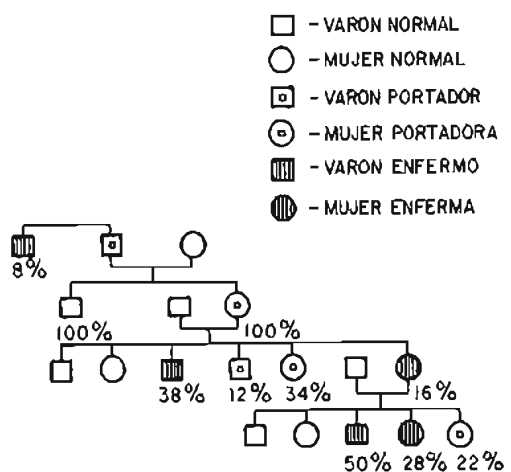 - VARON NORMAL
- MUJER NORMAL
- VARON PORTADOR
- MUJER PORTADORA
- VARON ENFERMO
- MUJER ENFERMA
8%
100% 100%
38% 12% 34% 16%
50% 28% 22%